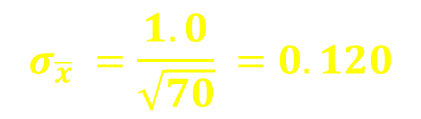 σx̅ = 1.0/√70 = 0.120